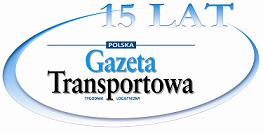 15 LAT
POLSKA
Gazeta
Transportowa
TYGODNIK LOGISTYCZNY